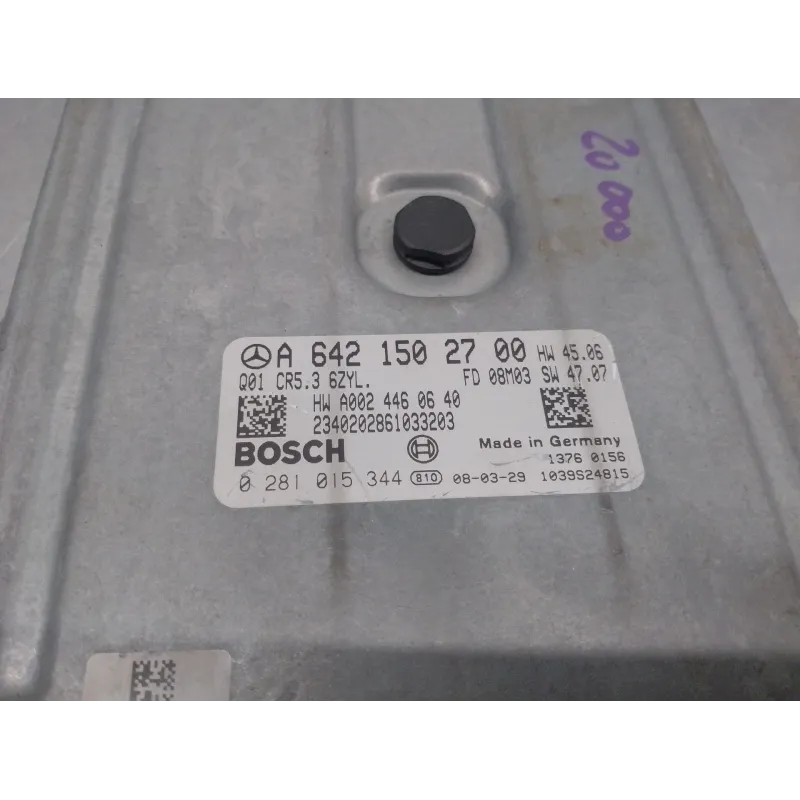 20 000
A 642 150 27 00 HW 45.06
Q01 CR5.3 6ZYL. FD 08M03 SW 47.07
HW A002 446 06 40
2340202861033203
BOSCH
Made in Germany
1376 0156
0 281 015 344 810 08-03-29 1039S24815